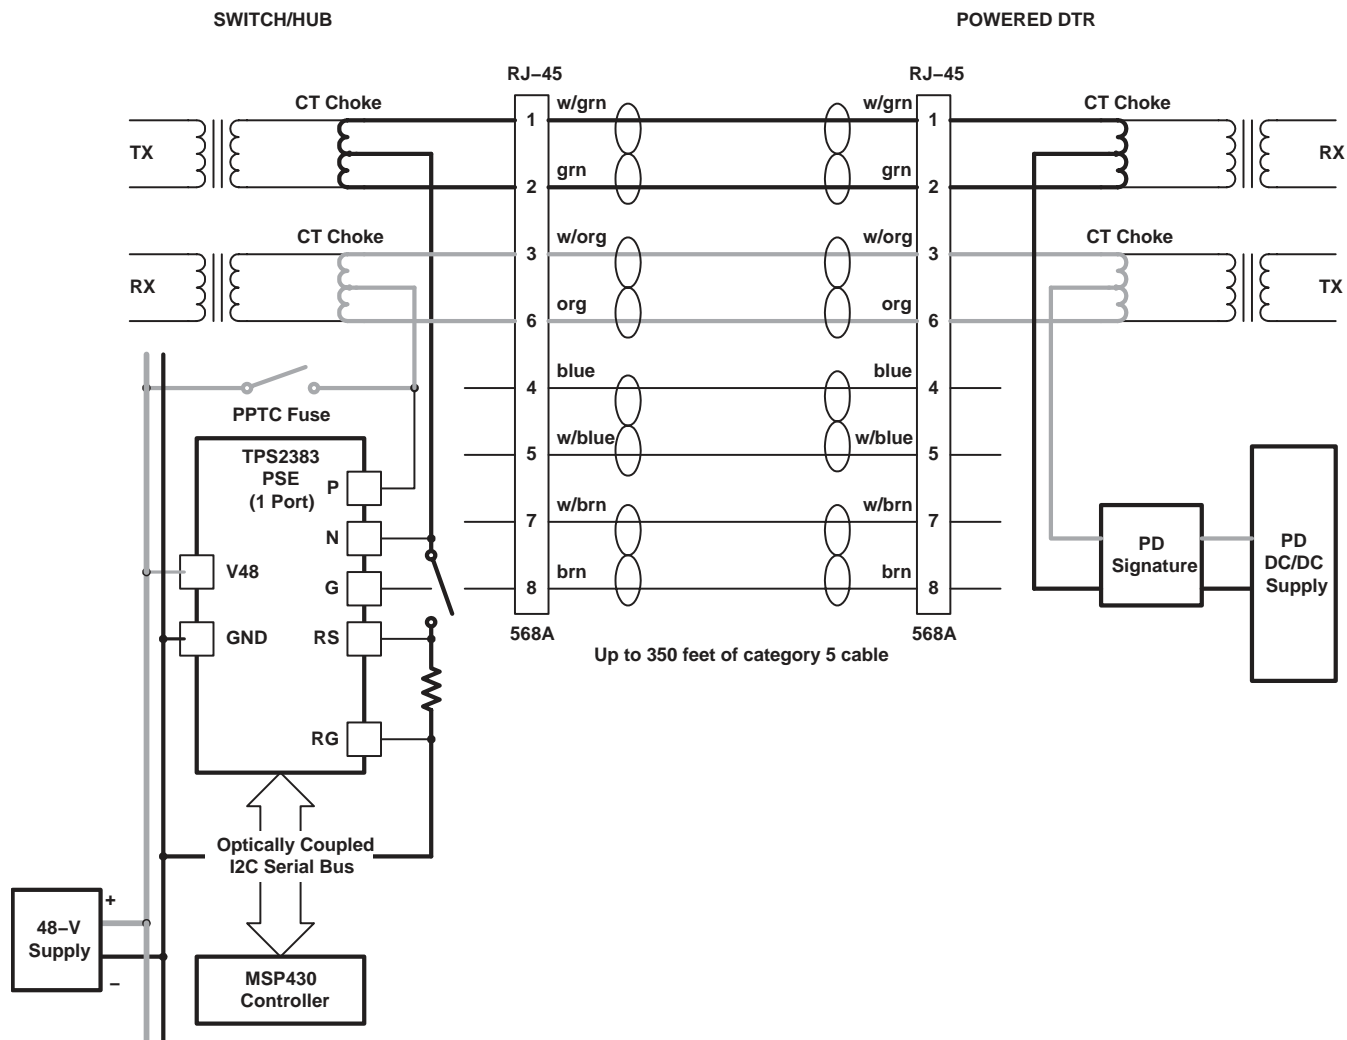 SWITCH/HUB
POWERED DTR
RJ–45
RJ–45
CT Choke
w/grn
w/grn
CT Choke
1
1
TX
RX
grn
grn
2
2
CT Choke
w/org
w/org
CT Choke
3
3
RX
TX
org
org
6
6
blue
blue
4
4
PPTC Fuse
w/blue
w/blue
5
5
TPS2383
PSE
(1 Port)
P
w/brn
w/brn
7
7
N
PD
Signature
PD
DC/DC
Supply
V48
brn
brn
G
8
8
GND
RS
568A
568A
Up to 350 feet of category 5 cable
RG
Optically Coupled
I2C Serial Bus
+
48–V
Supply
–
MSP430
Controller